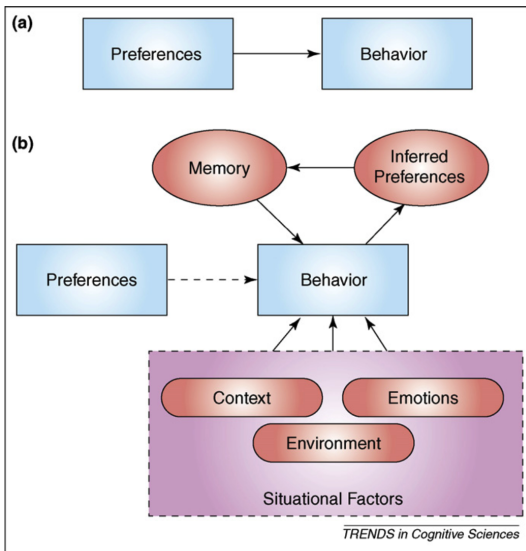 (a)
Preferences
Behavior
(b)
Memory
Inferred
Preferences
Preferences
Behavior
Context
Emotions
Environment
Situational Factors
TRENDS in Cognitive Sciences